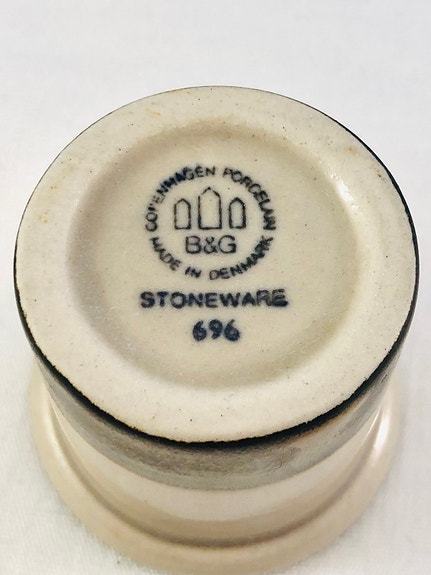 COPENHAGEN PORCELAIN
B&G
MADE IN DENMARK
STONEWARE
696